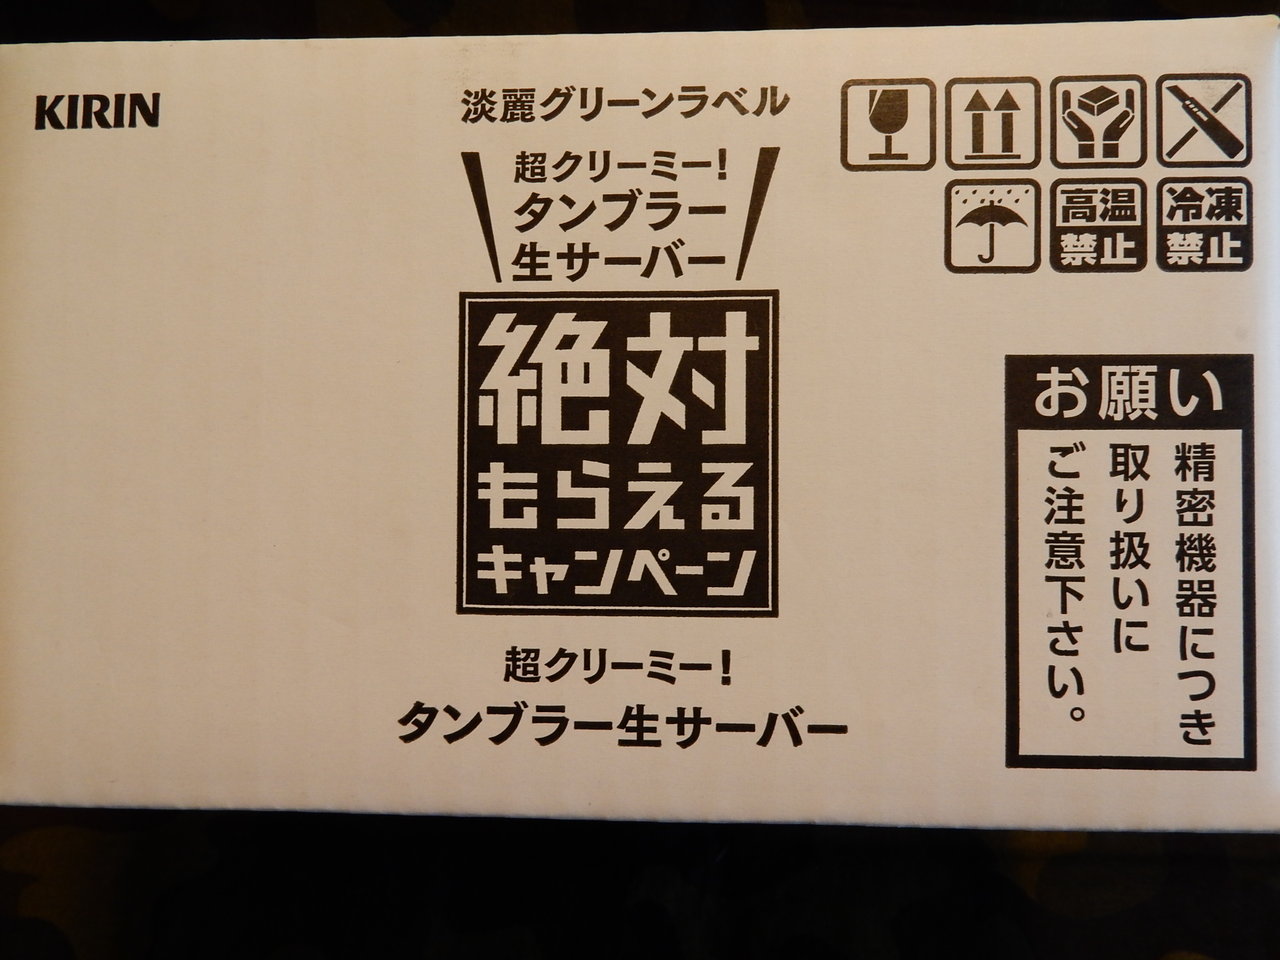 KIRIN
淡麗グリーンラベル
超クリーミー!
タンブラー
生サーバー
絶対
もらえる
キャンペーン
超クリーミー!
タンブラー生サーバー
高温
禁止
冷凍
禁止
お願い
精密機器につき
取り扱いに
ご注意下さい。